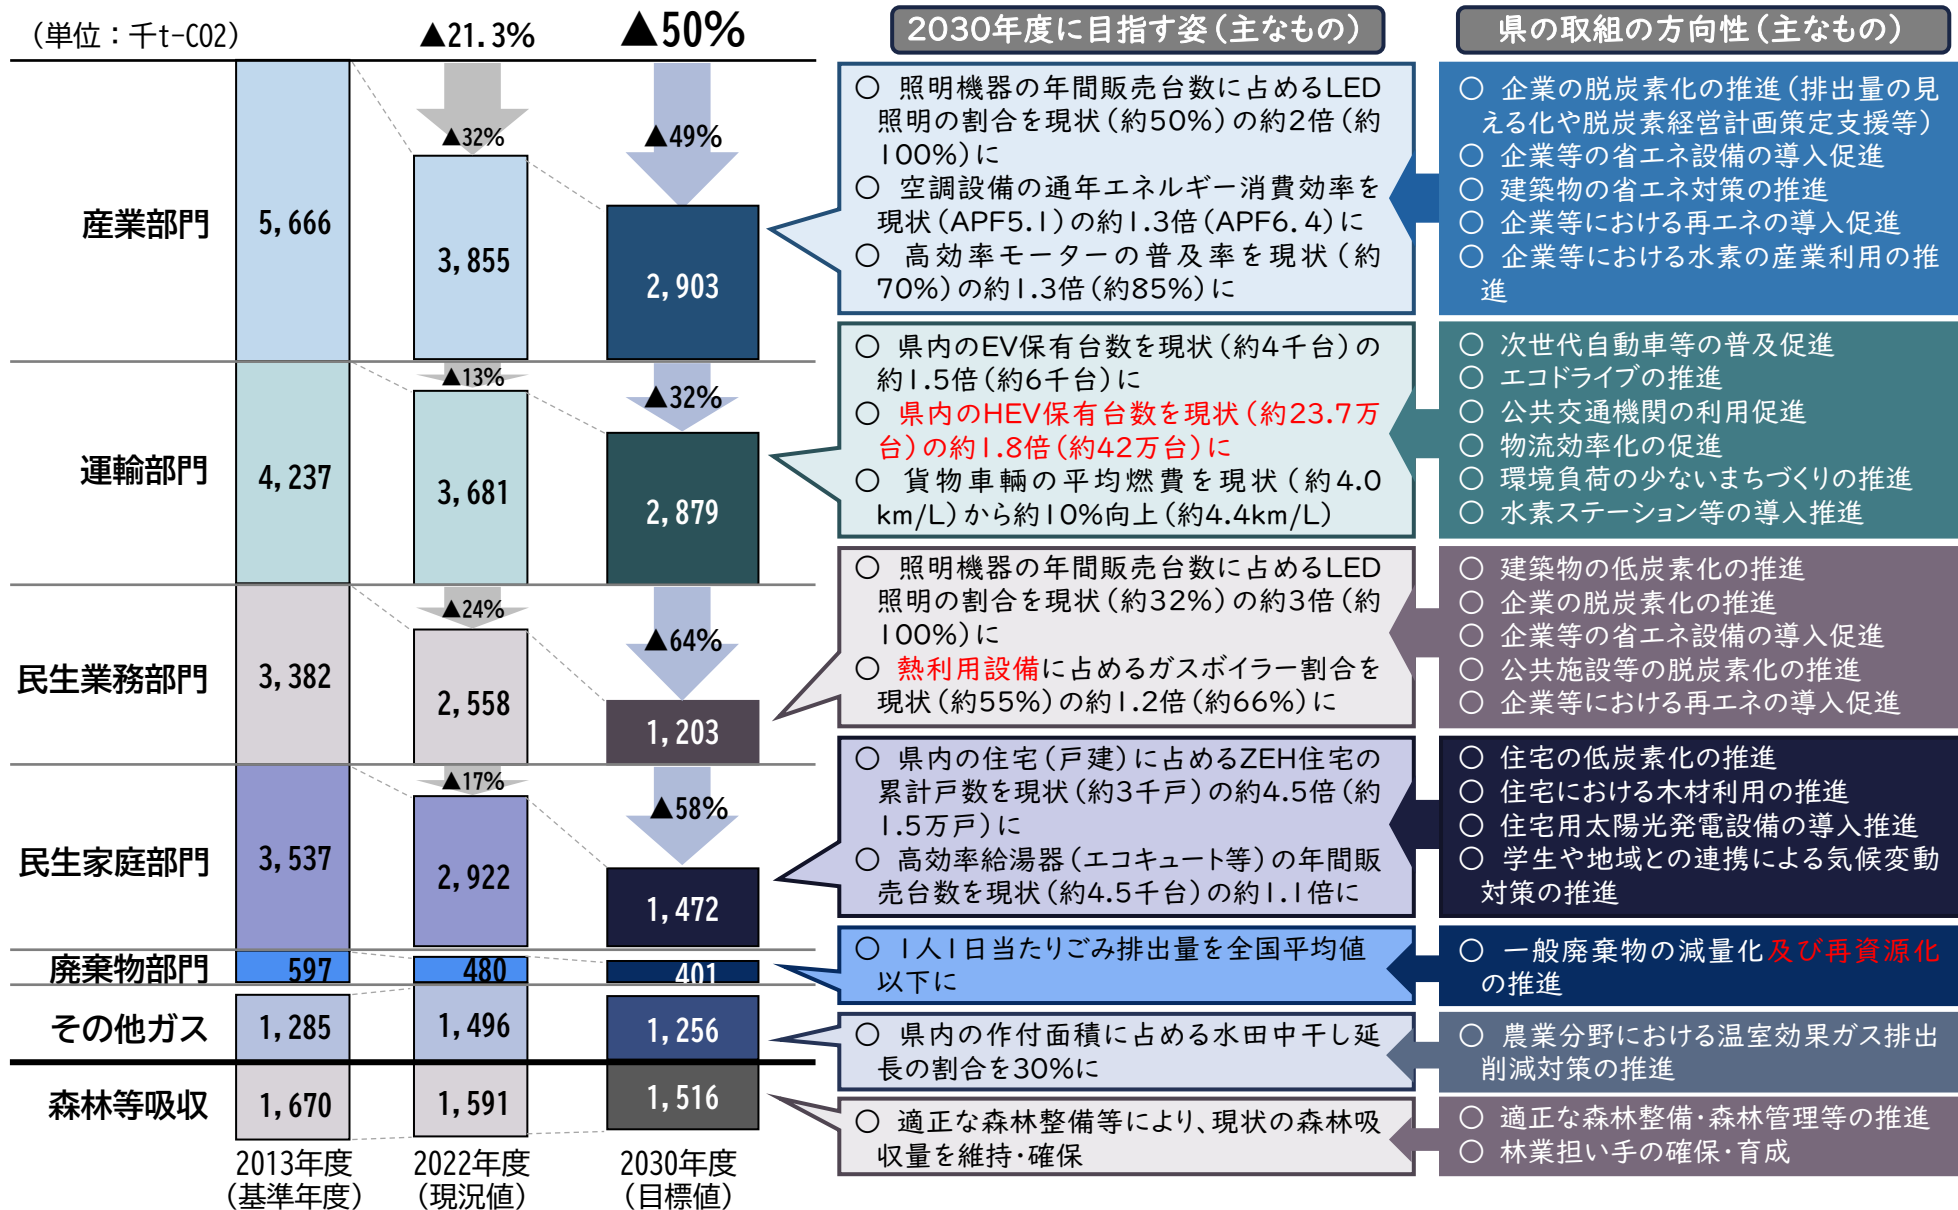 （単位：千t-CO2）
▲21.3%
▲50%
2030年度に目指す姿（主なもの）
県の取組の方向性（主なもの）
産業部門
5,666
▲32%
3,855
▲49%
2,903
○ 照明機器の年間販売台数に占めるLED
照明の割合を現状（約50%）の約2倍（約
100%）に
○ 空調設備の通年エネルギー消費効率を
現状（APF5.1）の約1.3倍（APF6.4）に
○ 高効率モーターの普及率を現状（約
70%）の約1.3倍（約85%）に
○ 企業の脱炭素化の推進（排出量の見
える化や脱炭素経営計画策定支援等）
○ 企業等の省エネ設備の導入促進
○ 建築物の省エネ対策の推進
○ 企業等における再エネの導入促進
○ 企業等における水素の産業利用の推
進
運輸部門
4,237
▲13%
3,681
▲32%
2,879
○ 県内のEV保有台数を現状（約4千台）の
約1.5倍（約6千台）に
○ 県内のHEV保有台数を現状（約23.7万
台）の約1.8倍（約42万台）に
○ 貨物車輌の平均燃費を現状（約4.0
km/L）から約10%向上（約4.4km/L）
○ 次世代自動車等の普及促進
○ エコドライブの推進
○ 公共交通機関の利用促進
○ 物流効率化の促進
○ 環境負荷の少ないまちづくりの推進
○ 水素ステーション等の導入推進
民生業務部門
3,382
▲24%
2,558
▲64%
1,203
○ 照明機器の年間販売台数に占めるLED
照明の割合を現状（約32%）の約3倍（約
100%）に
○ 熱利用設備に占めるガスボイラー割合を
現状（約55%）の約1.2倍（約66%）に
○ 建築物の低炭素化の推進
○ 企業の脱炭素化の推進
○ 企業等の省エネ設備の導入促進
○ 公共施設等の脱炭素化の推進
○ 企業等における再エネの導入促進
民生家庭部門
3,537
▲17%
2,922
▲58%
1,472
○ 県内の住宅（戸建）に占めるZEH住宅の
累計戸数を現状（約3千戸）の約4.5倍（約
1.5万戸）に
○ 高効率給湯器（エコキュート等）の年間販
売台数を現状（約4.5千台）の約1.1倍に
○ 住宅の低炭素化の推進
○ 住宅における木材利用の推進
○ 住宅用太陽光発電設備の導入推進
○ 学生や地域との連携による気候変動
対策の推進
廃棄物部門
597
480
401
○ 1人1日当たりごみ排出量を全国平均値
以下に
○ 一般廃棄物の減量化及び再資源化
の推進
その他ガス
1,285
1,496
1,256
○ 県内の作付面積に占める水田中干し延
長の割合を30%に
○ 農業分野における温室効果ガス排出
削減対策の推進
森林等吸収
1,670
1,591
1,516
○ 適正な森林整備等により、現状の森林吸
収量を維持・確保
○ 適正な森林整備・森林管理等の推進
○ 林業担い手の確保・育成
2013年度
（基準年度）
2022年度
（現況値）
2030年度
（目標値）